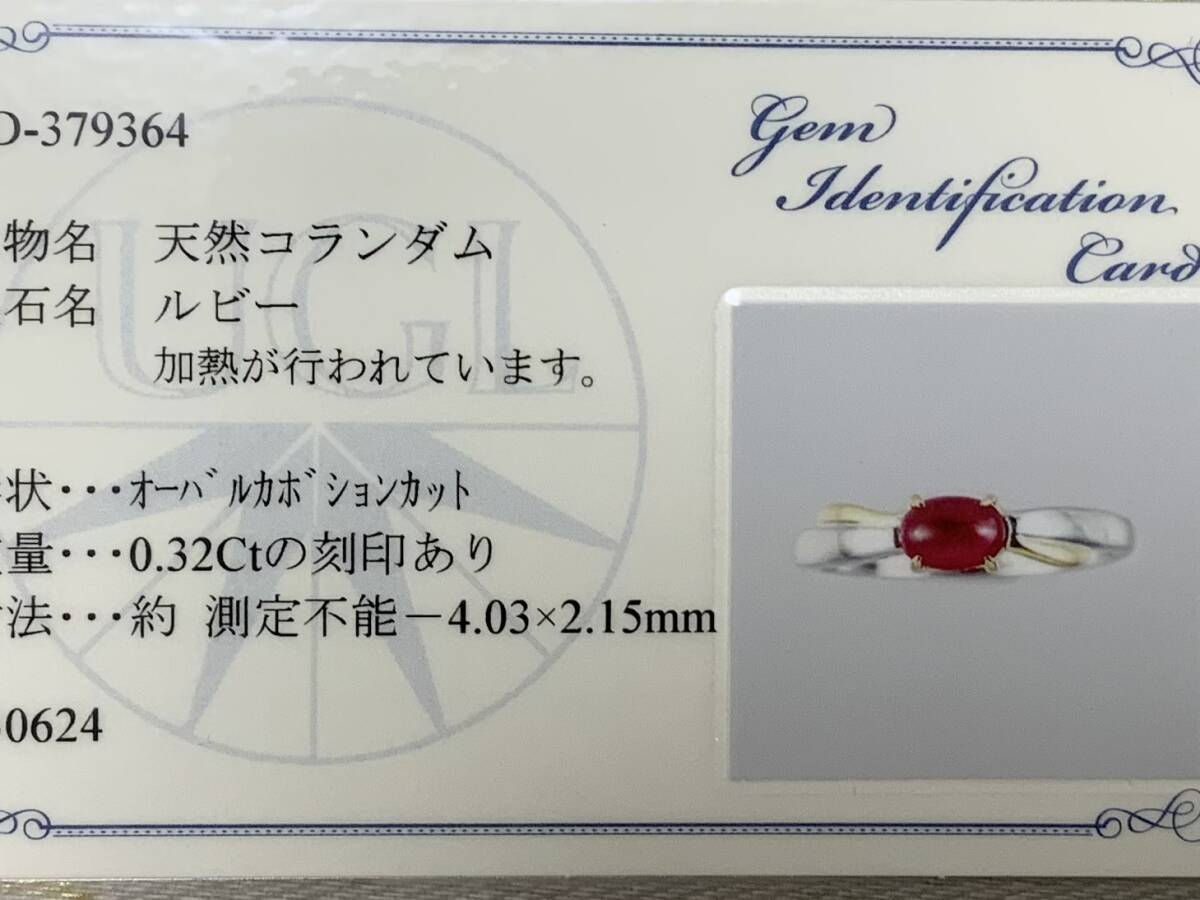 D-379364
Gem
Identification
Card
UGL
物名 天然コランダム
石名 ルビー
加熱が行われています。
状･･･ｵｰﾊﾞﾙｶﾎﾞｼｮﾝｶｯﾄ
量･･･0.32Ctの刻印あり
法･･･約 測定不能－4.03×2.15mm
0624